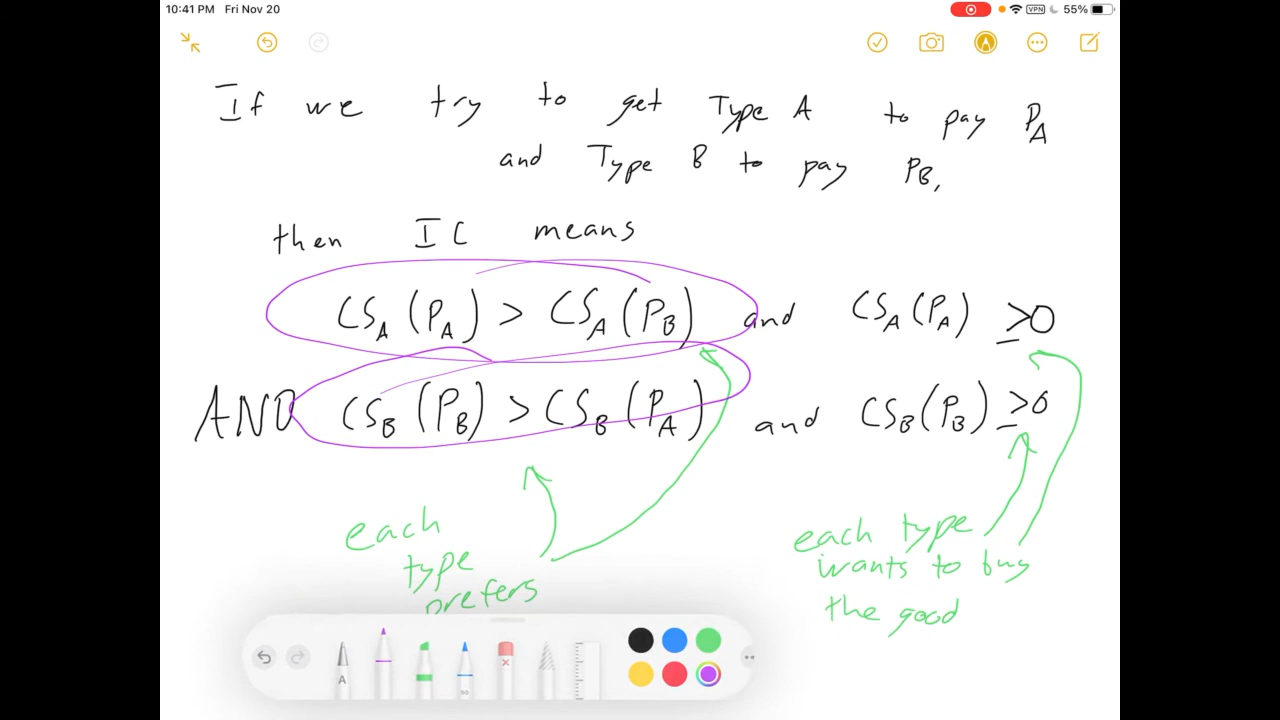 10:41 PM Fri Nov 20 VPN 55%
If we try to get Type A to pay P_A
and Type B to pay P_B,
then IC means
CS_A (P_A) > CS_A (P_B) and CS_A (P_A) ≥0
AND CS_B (P_B) > CS_B (P_A) and CS_B (P_B) ≥0
each
type
prefers
each type
wants to buy
the good
A
50